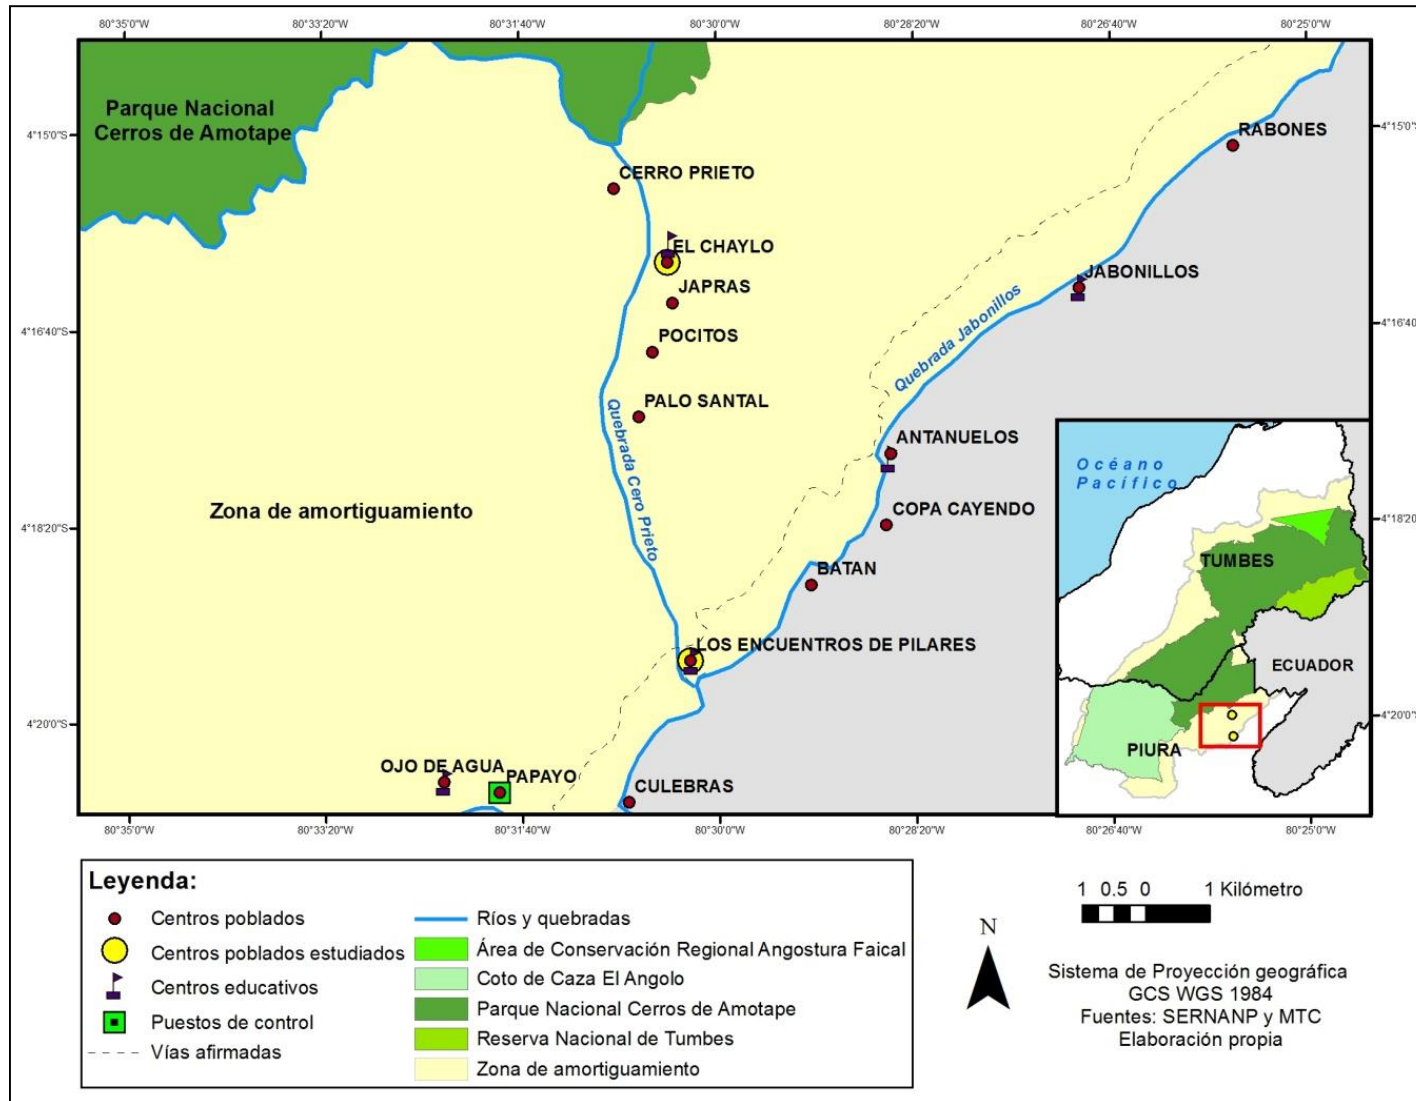 80°35'0"W
80°33'20"W
80°31'40"W
80°30'0"W
80°28'20"W
80°26'40"W
80°25'0"W
Parque Nacional
Cerros de Amotape
4°15'0"S
4°15'0"S
RABONES
CERRO PRIETO
EL CHAYLO
JABONILLOS
JAPRAS
Quebrada Jabonillos
4°16'40"S
4°16'40"S
POCITOS
PALO SANTAL
Quebrada Cero Prieto
ANTANUELOS
Zona de amortiguamiento
COPA CAYENDO
4°18'20"S
4°18'20"S
BATAN
LOS ENCUENTROS DE PILARES
4°20'0"S
4°20'0"S
OJO DE AGUA
PAPAYO
CULEBRAS
Océano
Pacífico
TUMBES
ECUADOR
PIURA
80°35'0"W
80°33'20"W
80°31'40"W
80°30'0"W
80°28'20"W
80°26'40"W
80°25'0"W
Leyenda:
Centros poblados
Centros poblados estudiados
Centros educativos
Puestos de control
Vías afirmadas
Ríos y quebradas
Área de Conservación Regional Angostura Faical
Coto de Caza El Angolo
Parque Nacional Cerros de Amotape
Reserva Nacional de Tumbes
Zona de amortiguamiento
N
1 0.5 0 1 Kilómetro
Sistema de Proyección geográfica
GCS WGS 1984
Fuentes: SERNANP y MTC
Elaboración propia